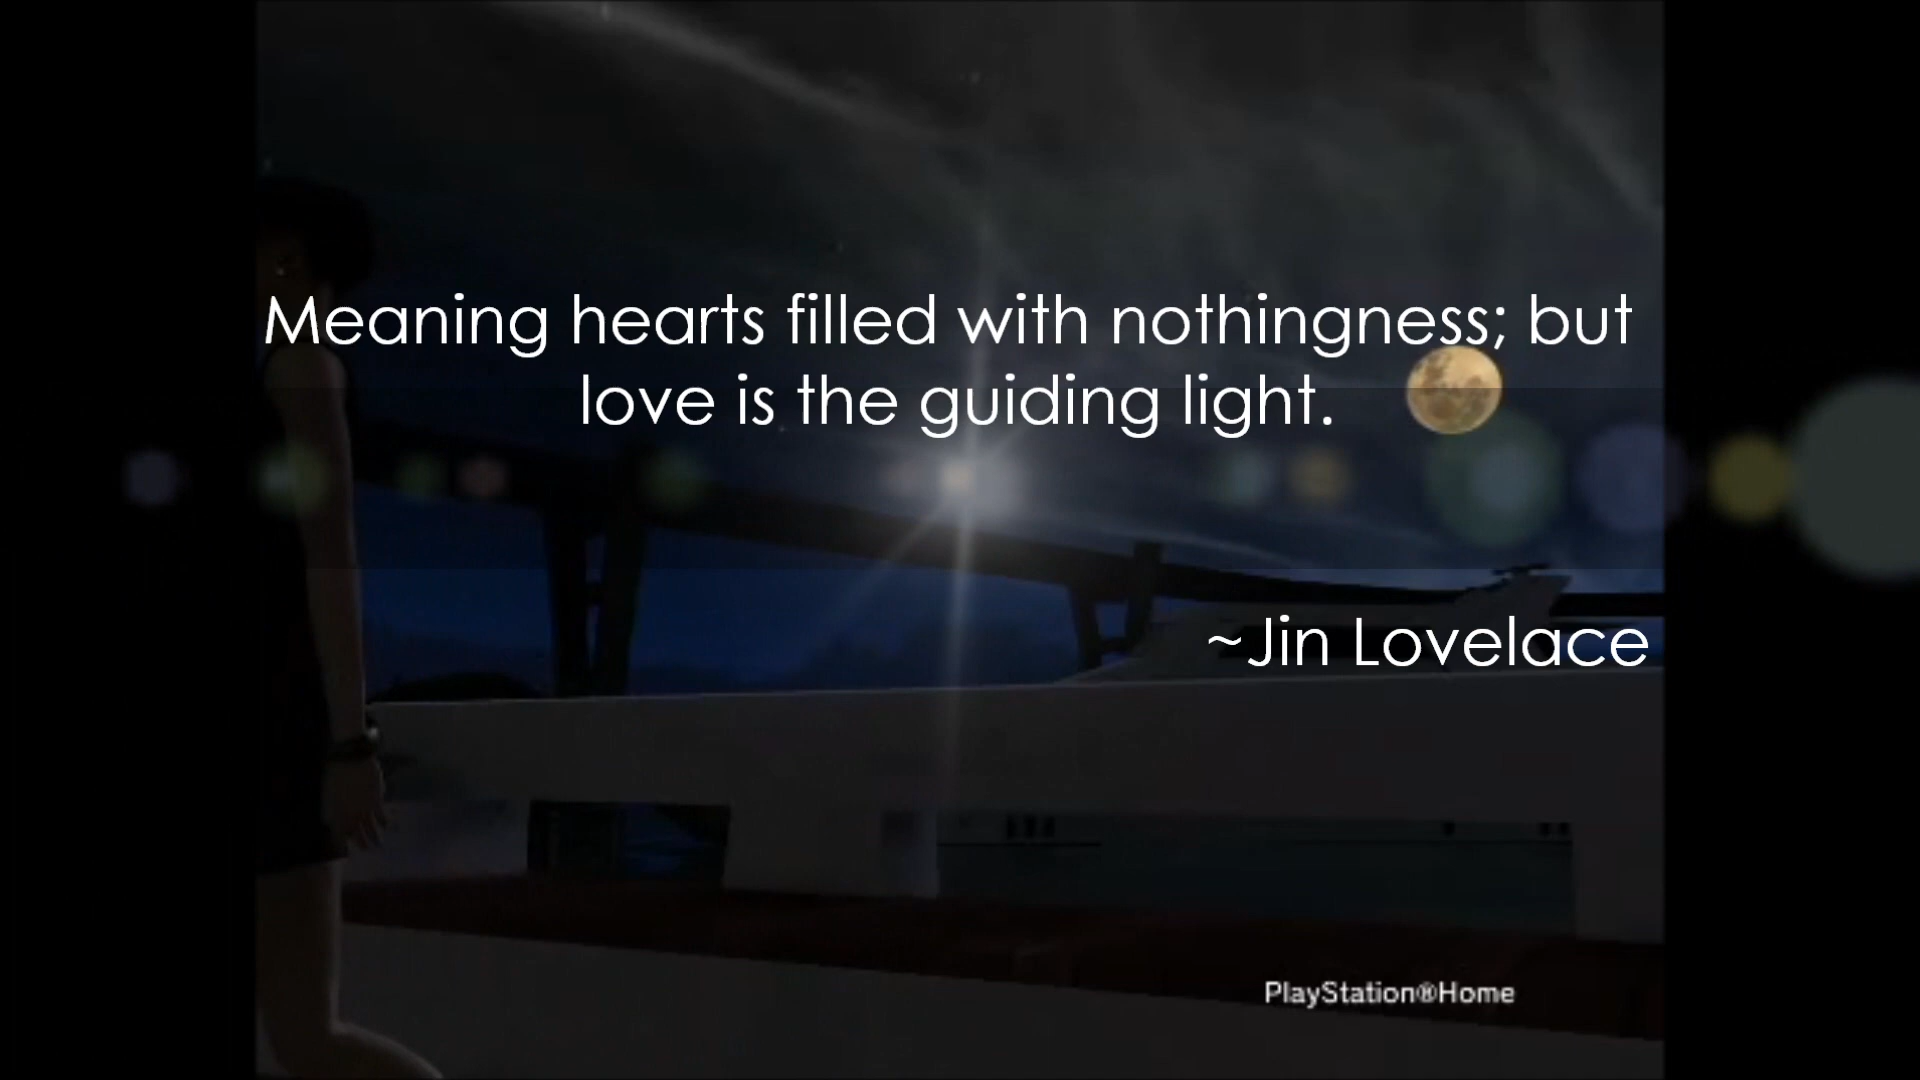 Meaning hearts filled with nothingness; but
love is the guiding light.
~Jin Lovelace
PlayStation®Home